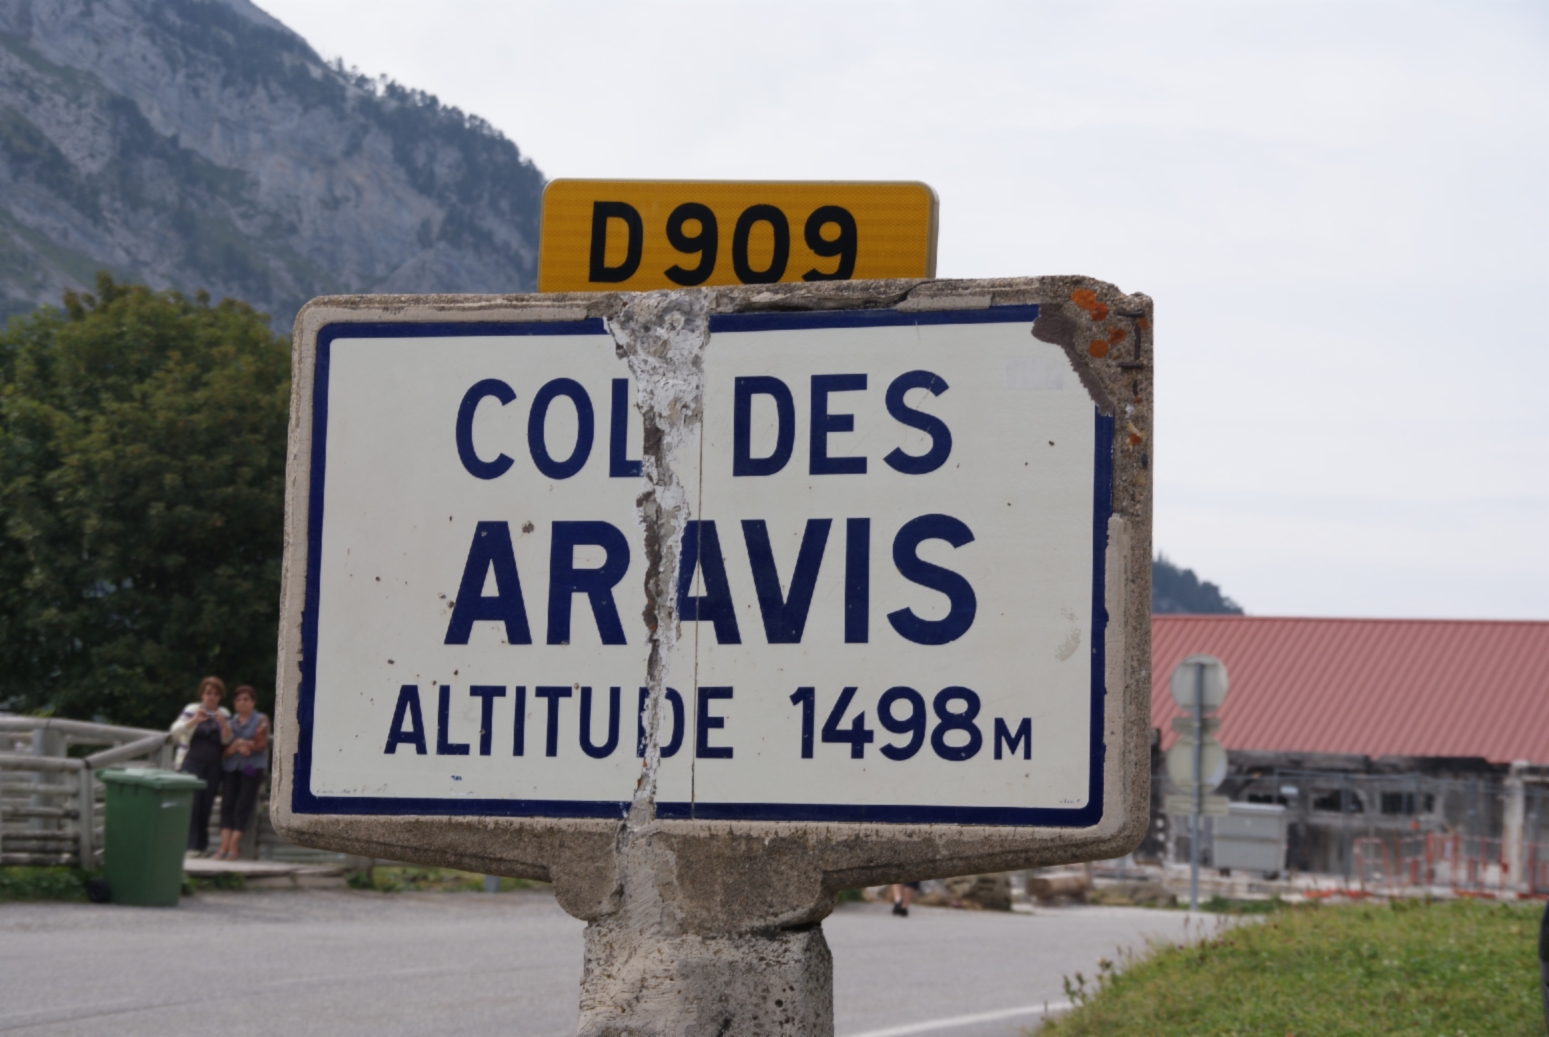 D909
COL DES
ARAVIS
ALTITUDE 1498M